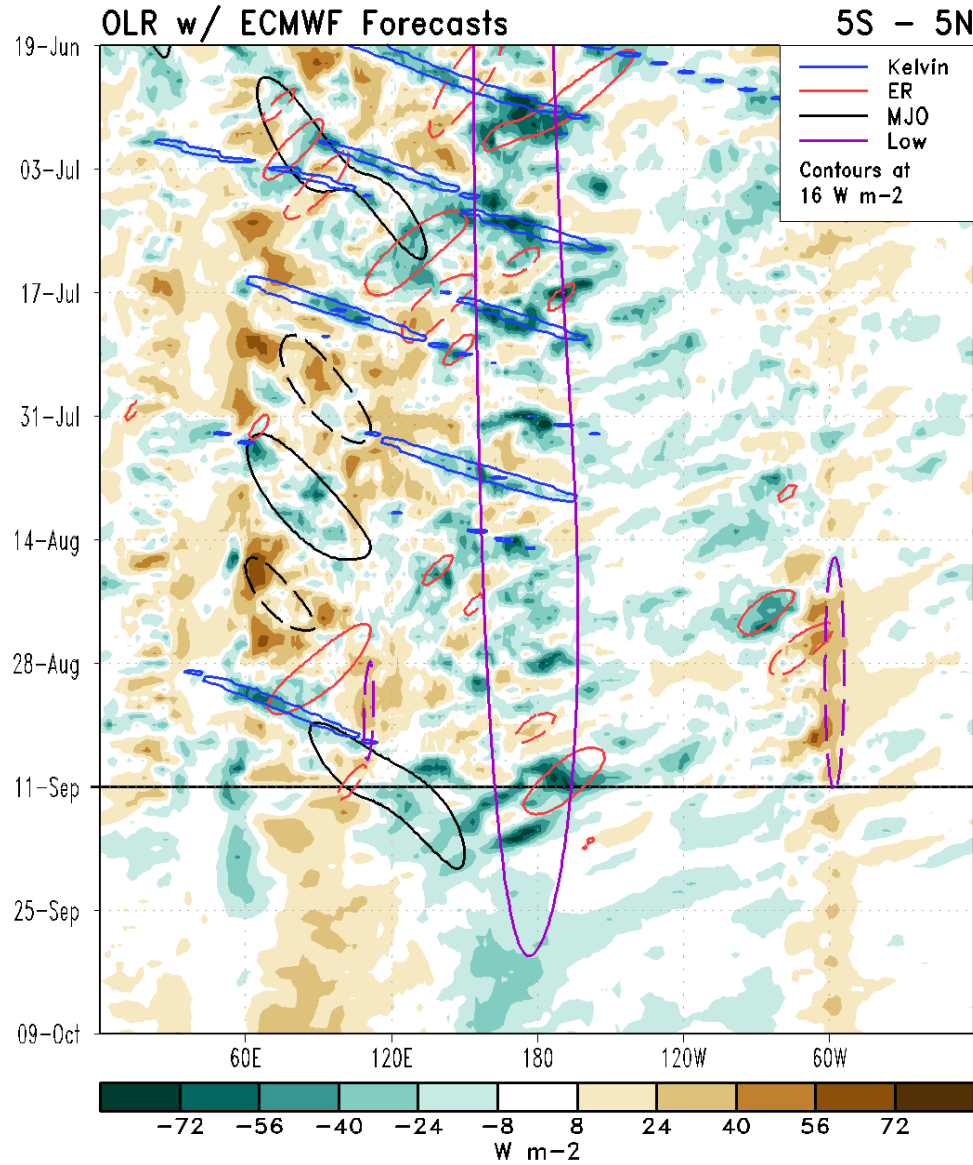 OLR w/ ECMWF Forecasts 5S - 5N
19-Jun
03-Jul
17-Jul
31-Jul
14-Aug
28-Aug
11-Sep
25-Sep
09-Oct
Kelvin
ER
MJO
Low
Contours at
16 W m-2
60E 120E 180 120W 60W
-72 -56 -40 -24 -8 8 24 40 56 72
W m-2